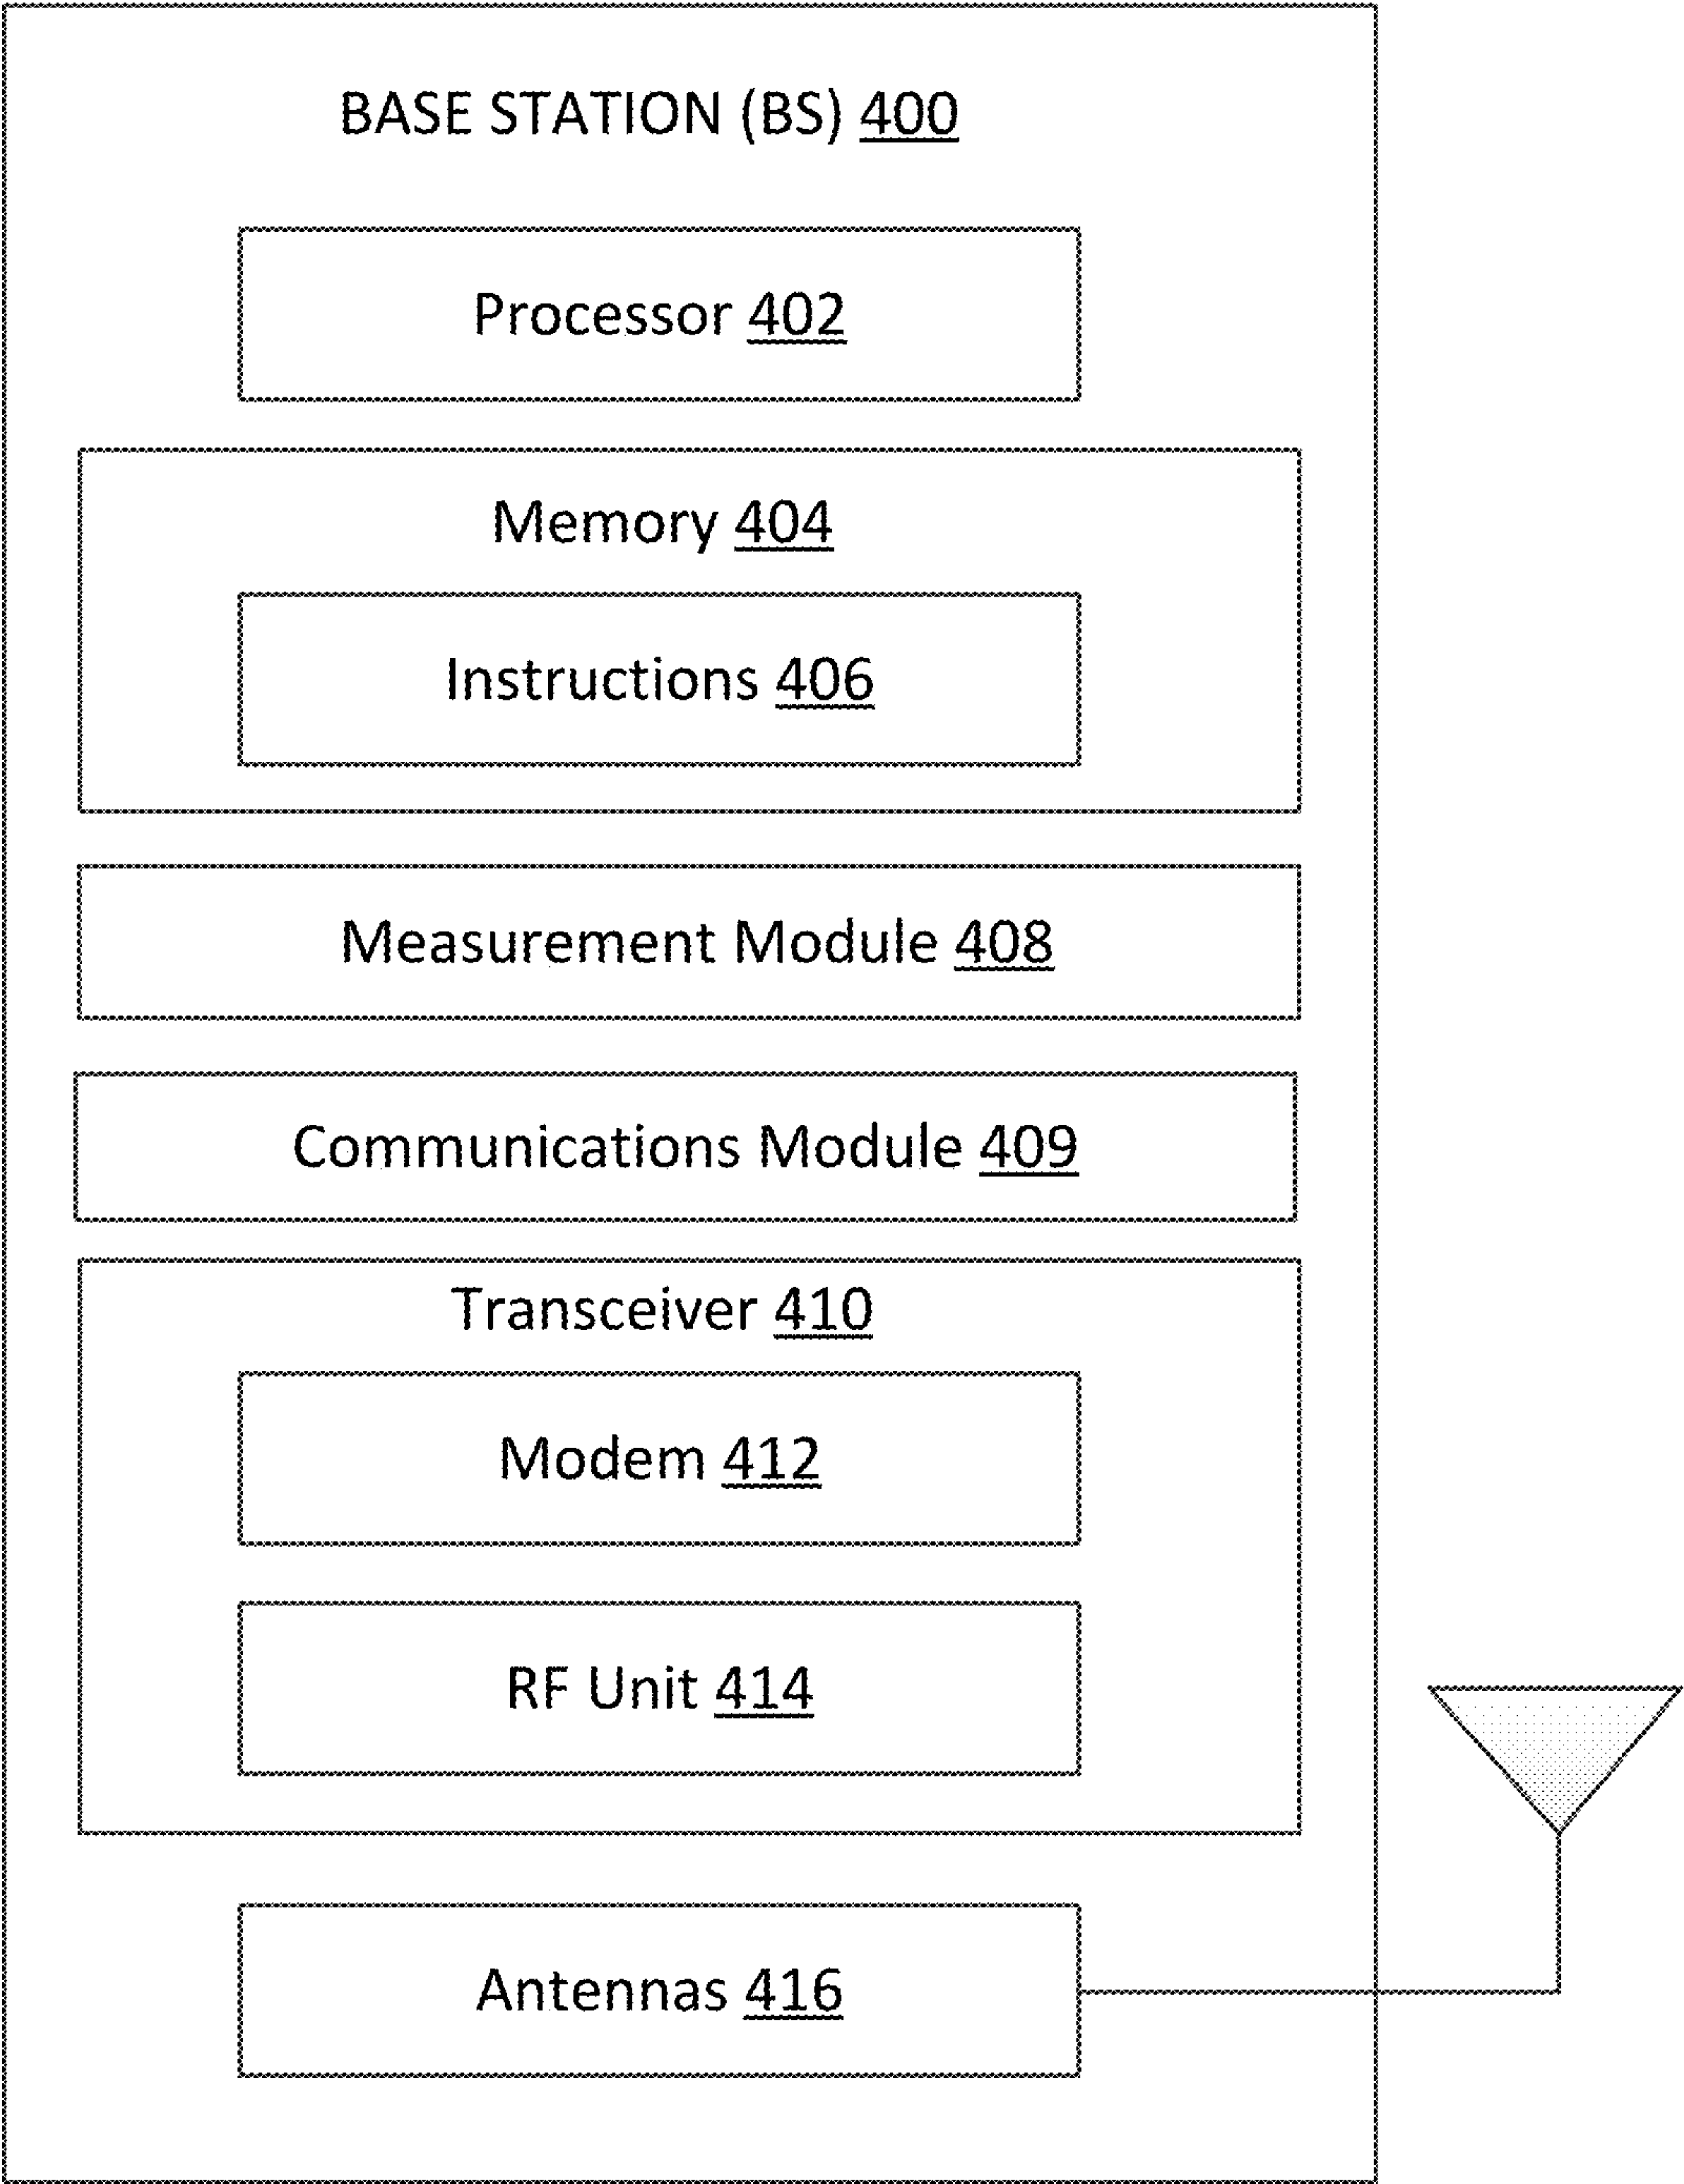 BASE STATION (BS) 400
Processor 402
Memory 404
Instructions 406
Measurement Module 408
Communications Module 409
Transceiver 410
Modem 412
RF Unit 414
Antennas 416